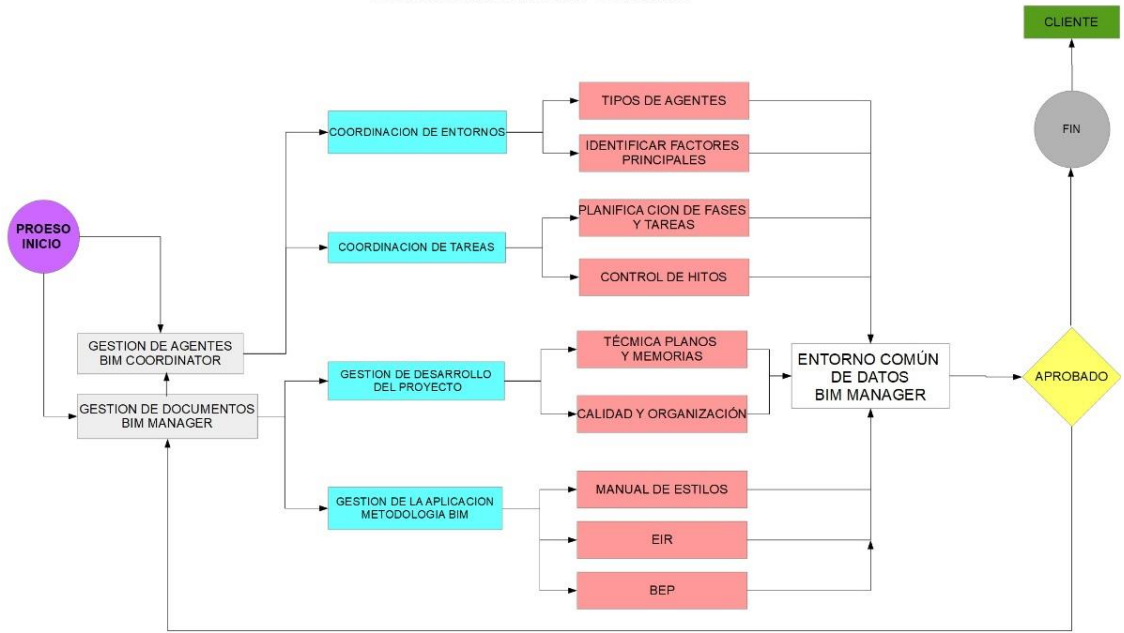 CLIENTE
TIPOS DE AGENTES
COORDINACION DE ENTORNOS
FIN
IDENTIFICAR FACTORES
PRINCIPALES
PROESO
INICIO
PLANIFICA CION DE FASES
Y TAREAS
COORDINACION DE TAREAS
CONTROL DE HITOS
GESTION DE AGENTES
BIM COORDINATOR
TÉCNICA PLANOS
Y MEMORIAS
GESTION DE DESARROLLO
DEL PROYECTO
ENTORNO COMÚN
DE DATOS
BIM MANAGER
APROBADO
GESTION DE DOCUMENTOS
BIM MANAGER
CALIDAD Y ORGANIZACIÓN
MANUAL DE ESTILOS
GESTION DE LA APLICACION
METODOLOGIA BIM
EIR
BEP